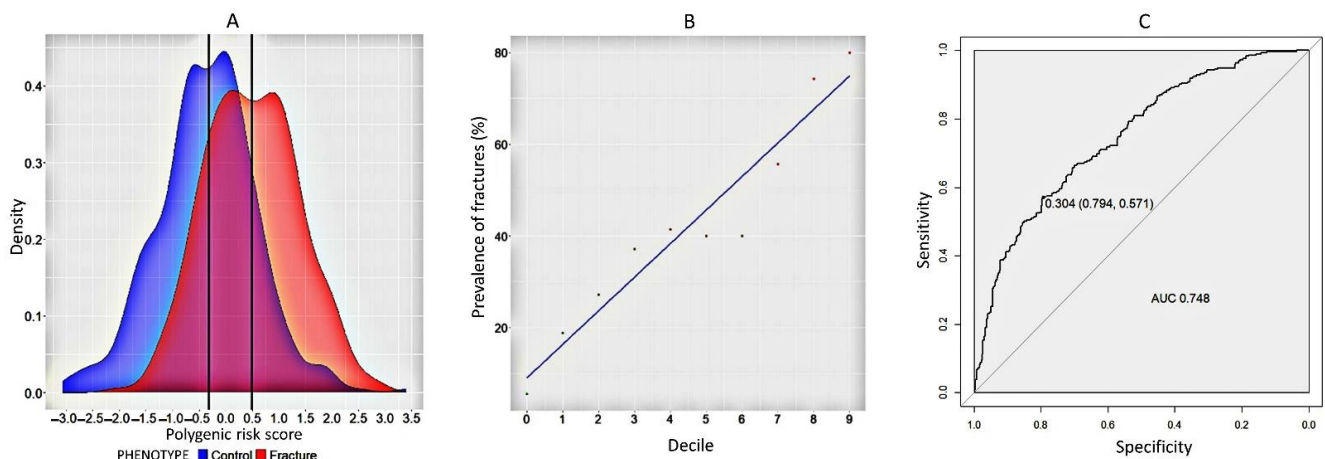 A
B
C
Density
0.4
0.3
0.2
0.1
0.0
−3.0 −2.5 −2.0 −1.5 −1.0 −0.5 0.0 0.5 1.0 1.5 2.0 2.5 3.0 3.5
Polygenic risk score
PHENOTYPE Control Fracture
Prevalence of fractures (%)
80
60
40
20
0 1 2 3 4 5 6 7 8 9
Decile
Sensitivity
1.0
0.8
0.6
0.4
0.2
0.0
0.304 (0.794, 0.571)
AUC 0.748
1.0 0.8 0.6 0.4 0.2 0.0
Specificity